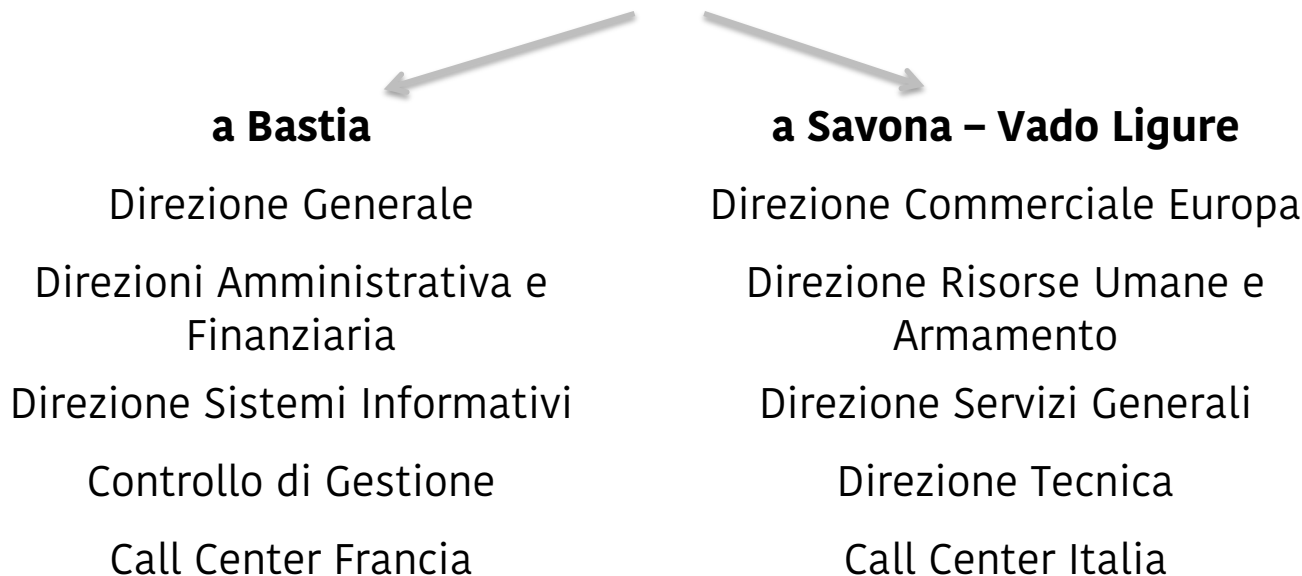 a Bastia
Direzione Generale
Direzioni Amministrativa e
Finanziaria
Direzione Sistemi Informativi
Controllo di Gestione
Call Center Francia
a Savona – Vado Ligure
Direzione Commerciale Europa
Direzione Risorse Umane e
Armamento
Direzione Servizi Generali
Direzione Tecnica
Call Center Italia